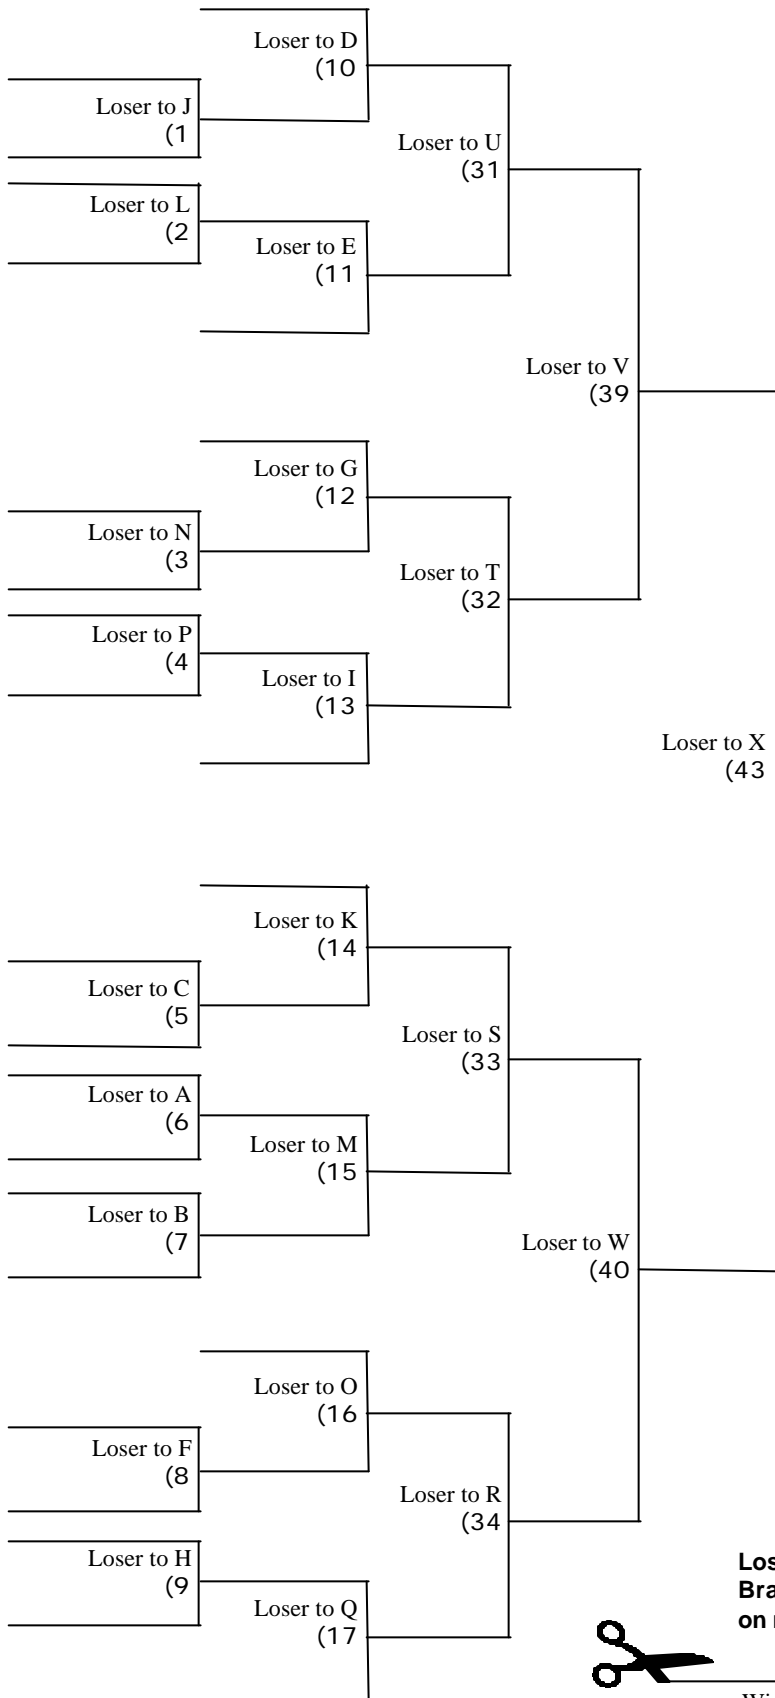 Loser to D
(10
Loser to J
(1
Loser to U
(31
Loser to L
(2
Loser to E
(11
Loser to V
(39
Loser to G
(12
Loser to N
(3
Loser to T
(32
Loser to P
(4
Loser to I
(13
Loser to X
(43
Loser to K
(14
Loser to C
(5
Loser to S
(33
Loser to A
(6
Loser to M
(15
Loser to B
(7
Loser to W
(40
Loser to O
(16
Loser to F
(8
Loser to R
(34
Loser to H
(9
Loser to Q
(17
Los
Bra
on